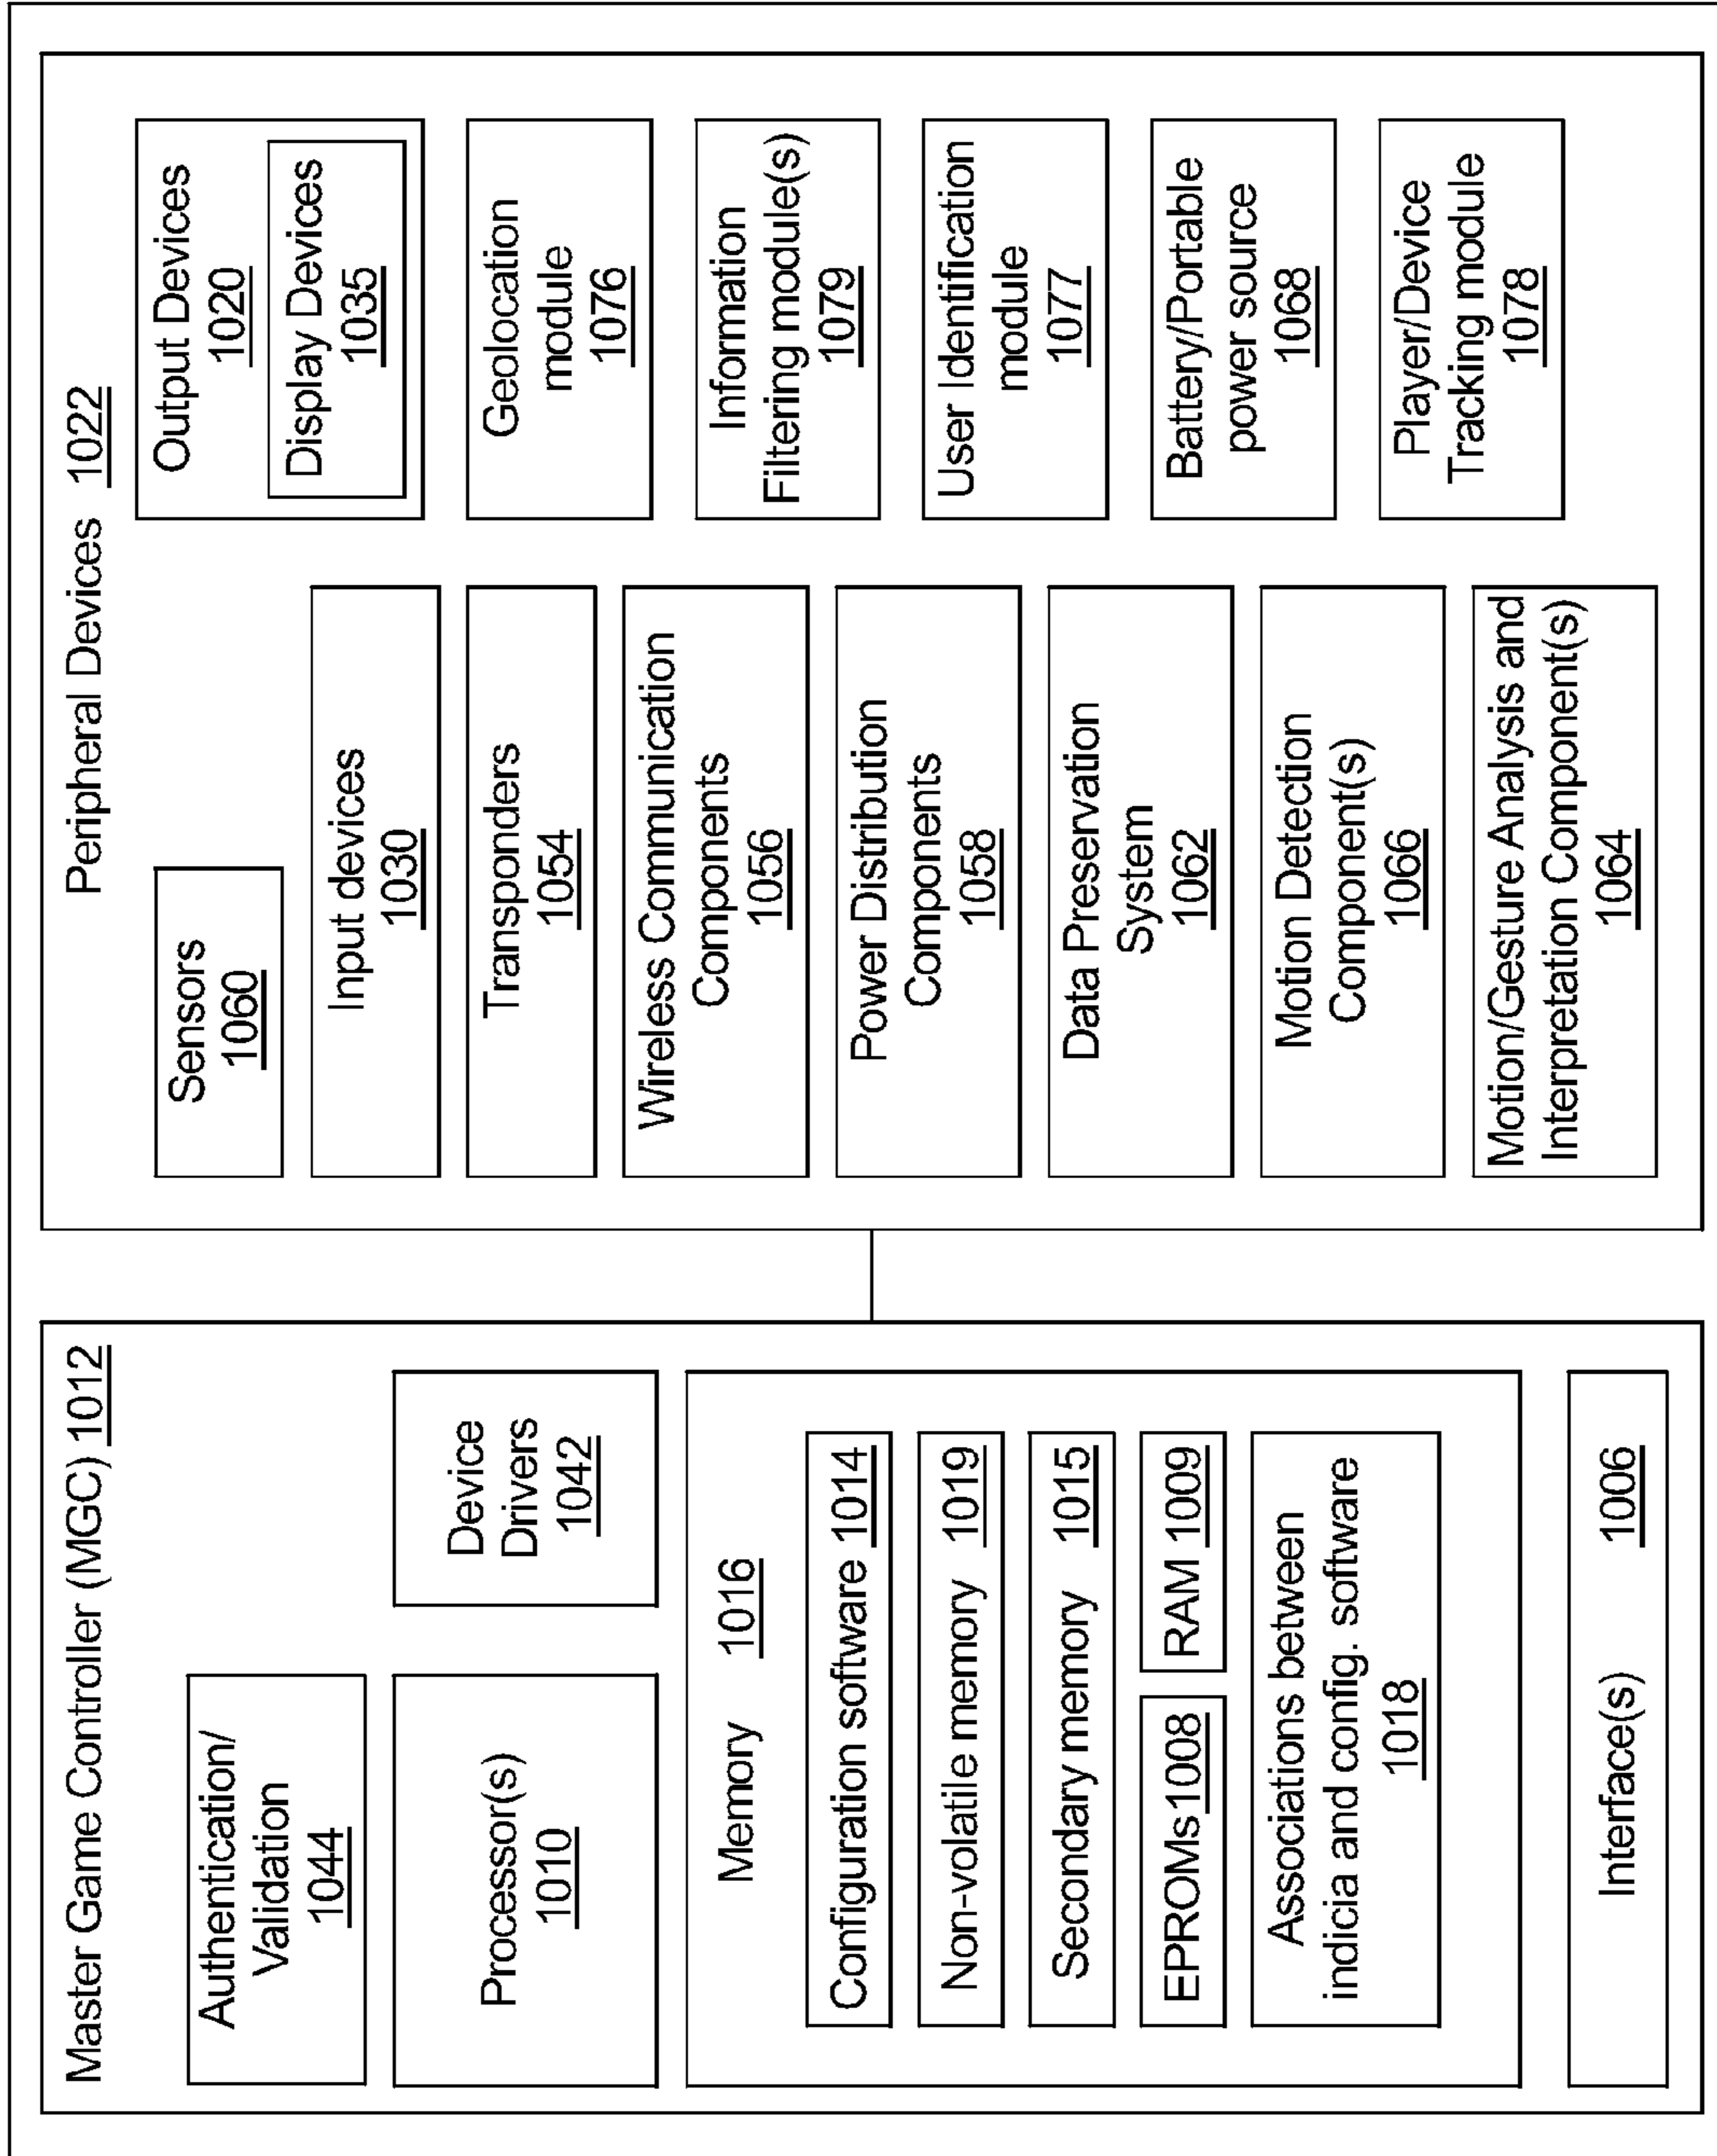 Master Game Controller (MGC) 1012
Authentication/
Validation
1044
Processor(s)
1010
Device
Drivers
1042
Memory 1016
Configuration software 1014
Non-volatile memory 1019
Secondary memory 1015
EPROMs 1008
RAM 1009
Associations between
indicia and config. software
1018
Interface(s) 1006
Peripheral Devices 1022
Sensors
1060
Input devices
1030
Transponders
1054
Wireless Communication
Components
1056
Power Distribution
Components
1058
Data Preservation
System
1062
Motion Detection
Component(s)
1066
Motion/Gesture Analysis and
Interpretation Component(s)
1064
Output Devices
1020
Display Devices
1035
Geolocation
module
1076
Information
Filtering module(s)
1079
User Identification
module
1077
Battery/Portable
power source
1068
Player/Device
Tracking module
1078